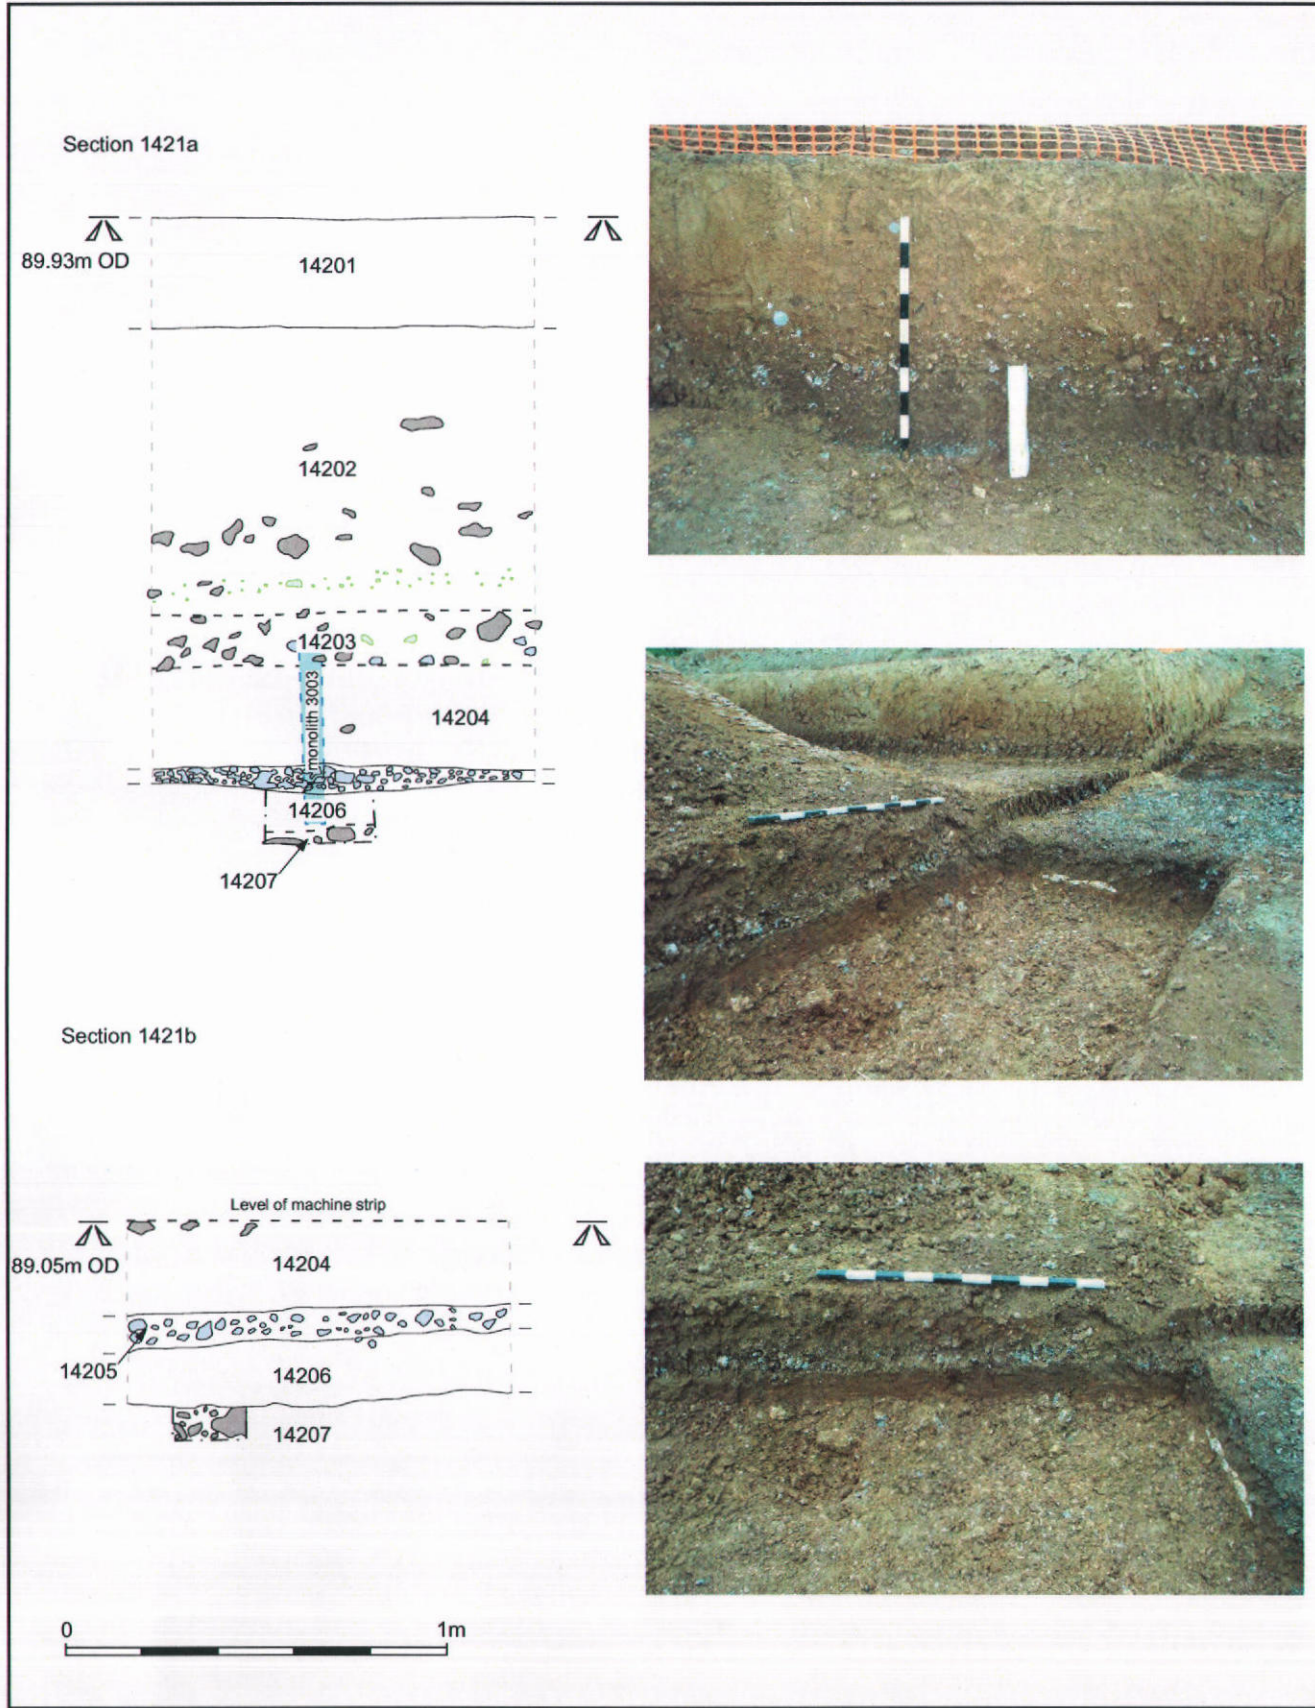 Section 1421a
89.93m OD
14201
14202
14203
monolith 3003
14204
14206
14207
Section 1421b
Level of machine strip
89.05m OD
14204
14205
14206
14207
0 1m